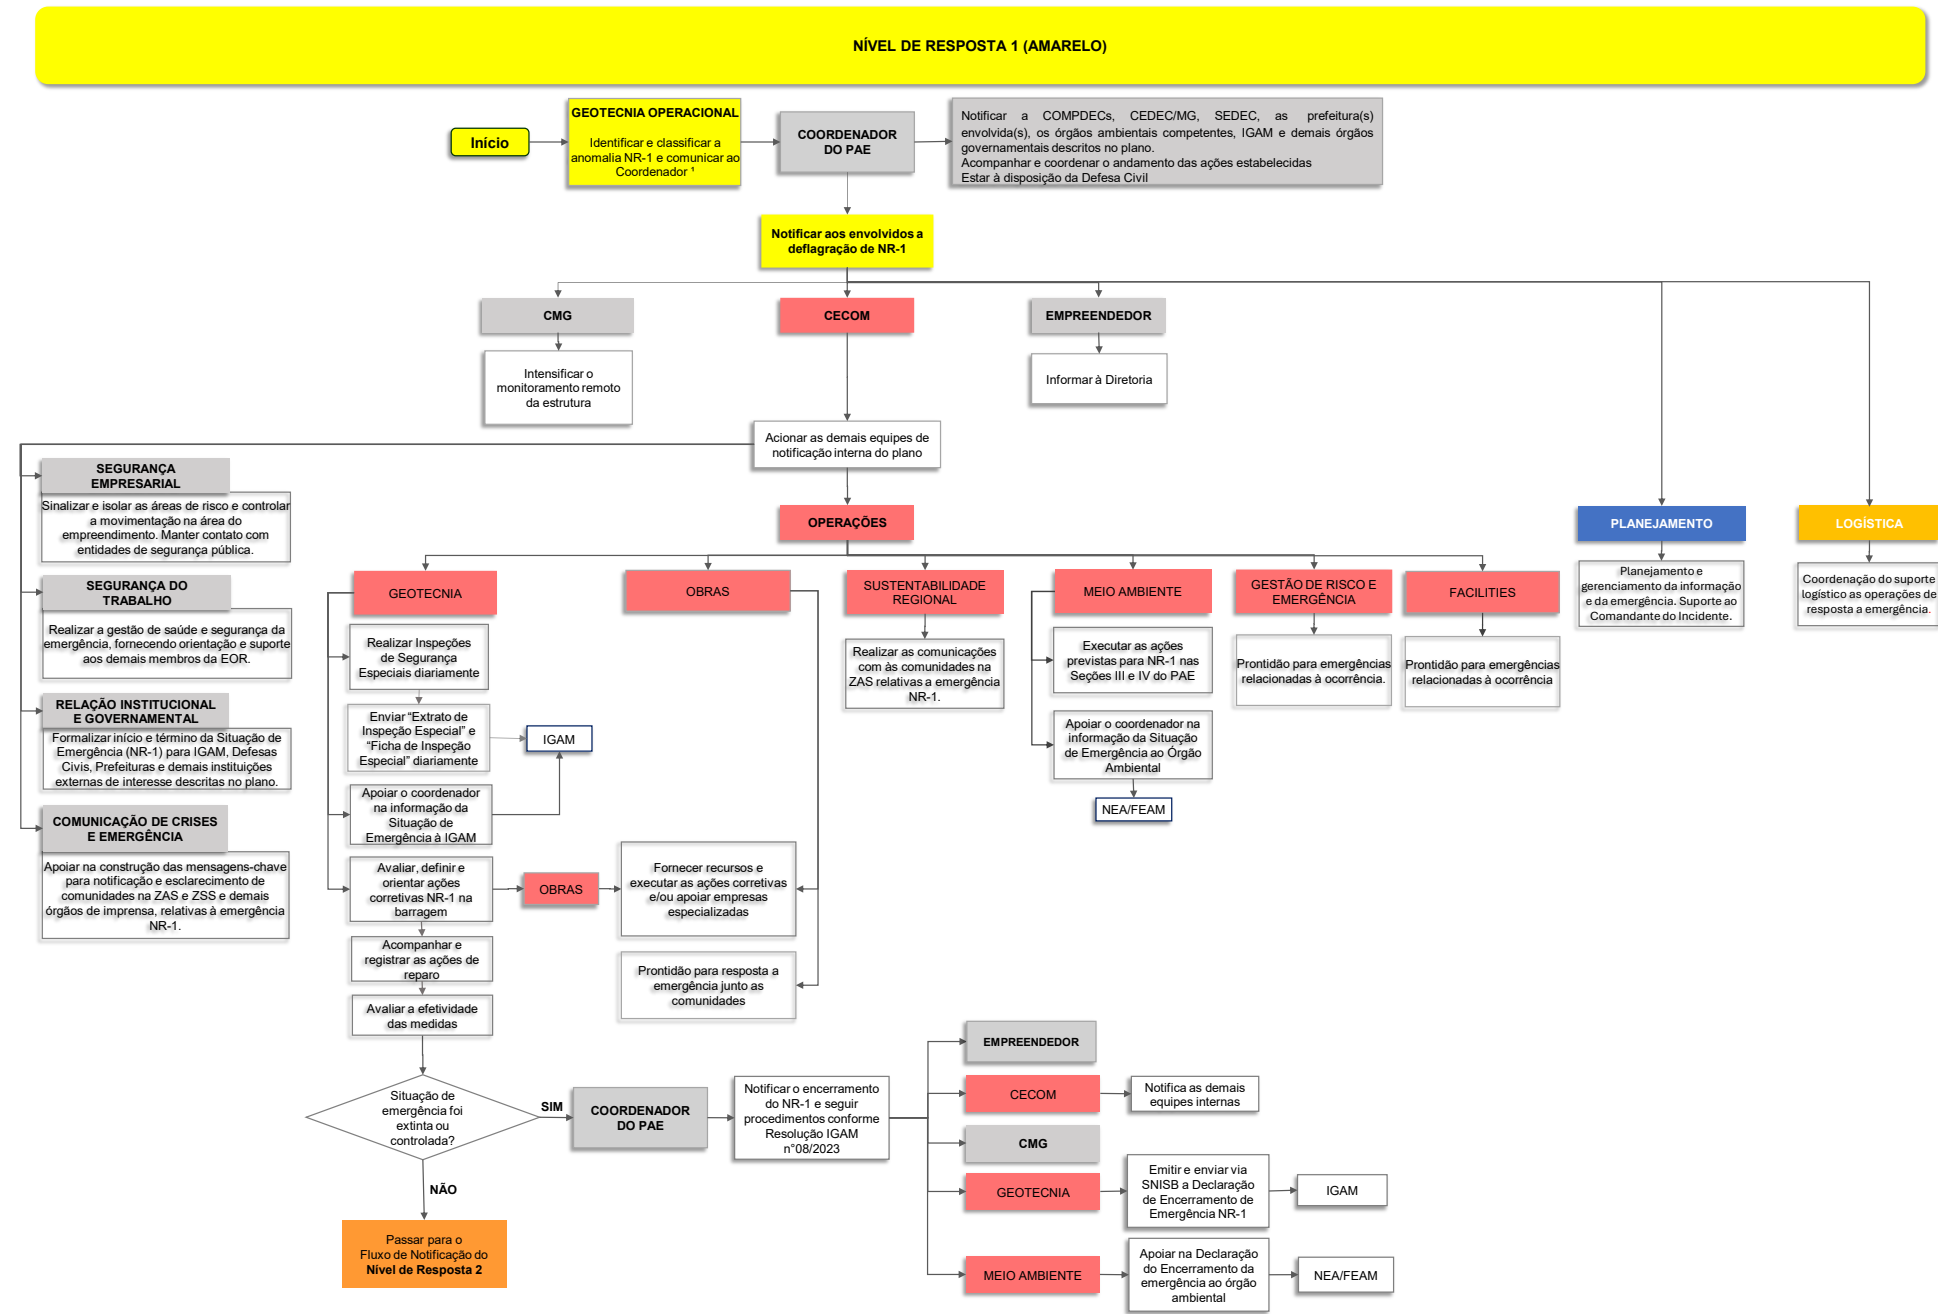 NÍVEL DE RESPOSTA 1 (AMARELO)
Início
GEOTECNIA OPERACIONAL
Identificar e classificar a
anomalia NR-1 e comunicar ao
Coordenador ¹
COORDENADOR
DO PAE
Notificar a COMPDECs, CEDEC/MG, SEDEC, as prefeitura(s)
envolvida(s), os órgãos ambientais competentes, IGAM e demais órgãos
governamentais descritos no plano.
Acompanhar e coordenar o andamento das ações estabelecidas
Estar à disposição da Defesa Civil
Notificar aos envolvidos a
deflagração de NR-1
CMG
CECOM
EMPREENDEDOR
Intensificar o
monitoramento remoto
da estrutura
Informar à Diretoria
Acionar as demais equipes de
notificação interna do plano
SEGURANÇA
EMPRESARIAL
Sinalizar e isolar as áreas de risco e controlar
a movimentação na área do
empreendimento. Manter contato com
entidades de segurança pública.
SEGURANÇA DO
TRABALHO
Realizar a gestão de saúde e segurança da
emergência, fornecendo orientação e suporte
aos demais membros da EOR.
RELAÇÃO INSTITUCIONAL
E GOVERNAMENTAL
Formalizar início e término da Situação de
Emergência (NR-1) para IGAM, Defesas
Civis, Prefeituras e demais instituições
externas de interesse descritas no plano.
COMUNICAÇÃO DE CRISES
E EMERGÊNCIA
Apoiar na construção das mensagens-chave
para notificação e esclarecimento de
comunidades na ZAS e ZSS e demais
órgãos de imprensa, relativas à emergência
NR-1.
OPERAÇÕES
PLANEJAMENTO
LOGÍSTICA
Planejamento e
gerenciamento da informação
e da emergência. Suporte ao
Comandante do Incidente.
Coordenação do suporte
logístico as operações de
resposta a emergência.
GEOTECNIA
OBRAS
SUSTENTABILIDADE
REGIONAL
MEIO AMBIENTE
GESTÃO DE RISCO E
EMERGÊNCIA
FACILITIES
Realizar Inspeções
de Segurança
Especiais diariamente
Enviar “Extrato de
Inspeção Especial” e
“Ficha de Inspeção
Especial” diariamente
IGAM
Apoiar o coordenador
na informação da
Situação de
Emergência à IGAM
Avaliar, definir e
orientar ações
corretivas NR-1 na
barragem
OBRAS
Fornecer recursos e
executar as ações corretivas
e/ou apoiar empresas
especializadas
Acompanhar e
registrar as ações de
reparo
Prontidão para resposta a
emergência junto as
comunidades
Avaliar a efetividade
das medidas
Realizar as comunicações
com às comunidades na
ZAS relativas a emergência
NR-1.
Executar as ações
previstas para NR-1 nas
Seções III e IV do PAE
Apoiar o coordenador na
informação da Situação
de Emergência ao Órgão
Ambiental
NEA/FEAM
Prontidão para emergências
relacionadas à ocorrência.
Prontidão para emergências
relacionadas à ocorrência
Situação de
emergência foi
extinta ou
controlada?
SIM
NÃO
Passar para o
Fluxo de Notificação do
Nível de Resposta 2
COORDENADOR
DO PAE
Notificar o encerramento
do NR-1 e seguir
procedimentos conforme
Resolução IGAM
n°08/2023
EMPREENDEDOR
CECOM
Notifica as demais
equipes internas
CMG
GEOTECNIA
Emitir e enviar via
SNISB a Declaração
de Encerramento de
Emergência NR-1
IGAM
MEIO AMBIENTE
Apoiar na Declaração
do Encerramento da
emergência ao órgão
ambiental
NEA/FEAM